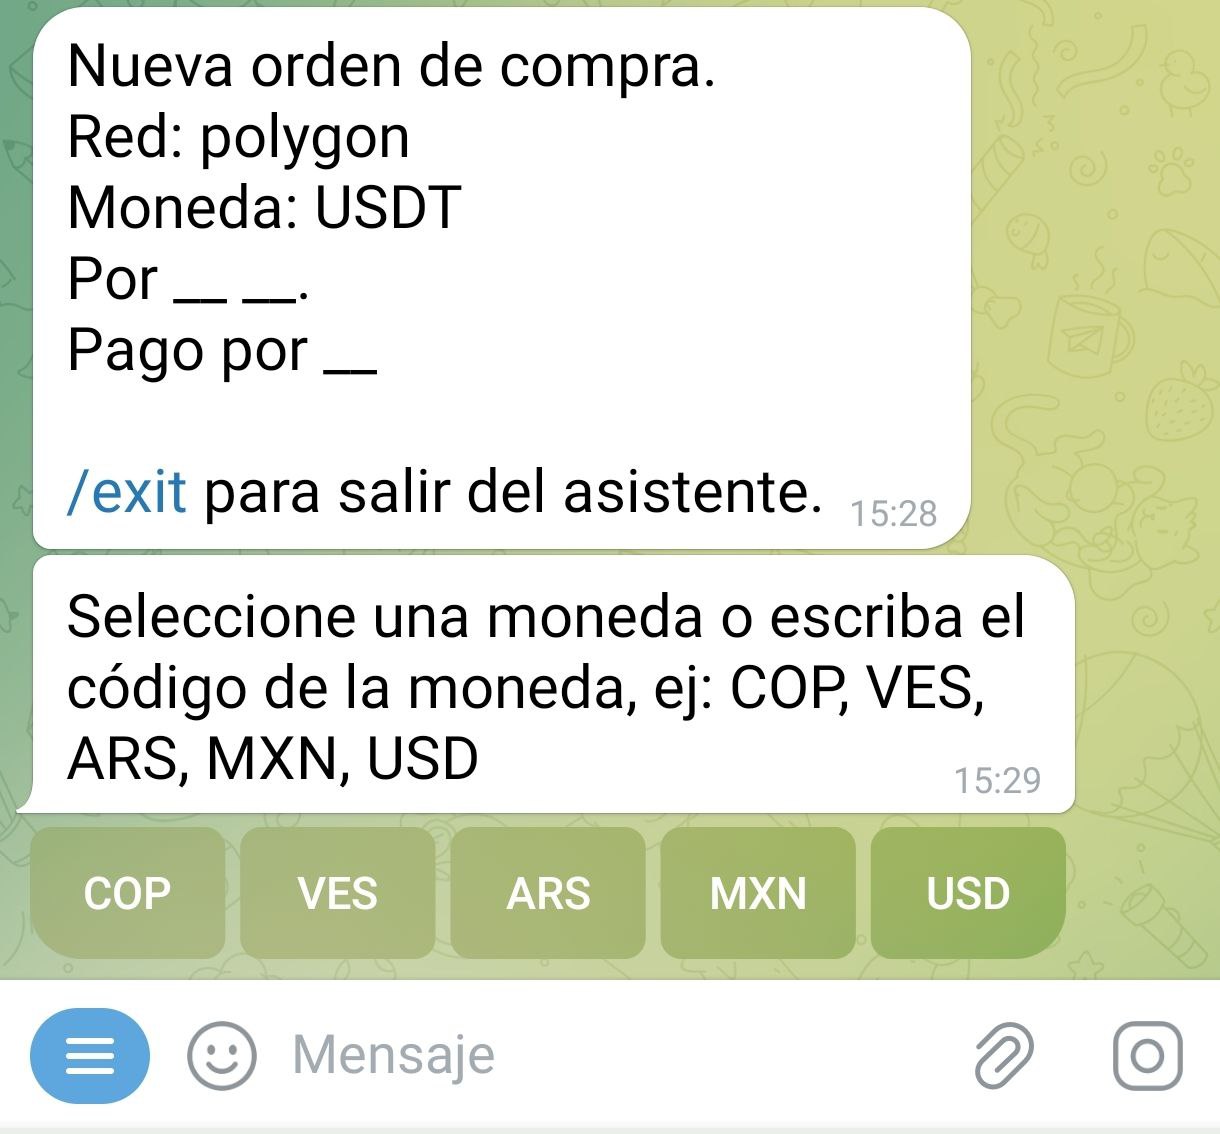 Nueva orden de compra.
Red: polygon
Moneda: USDT
Por __ __.
Pago por __
/exit para salir del asistente. 15:28
Seleccione una moneda o escriba el
código de la moneda, ej: COP, VES,
ARS, MXN, USD
15:29
COP VES ARS MXN USD
Mensaje